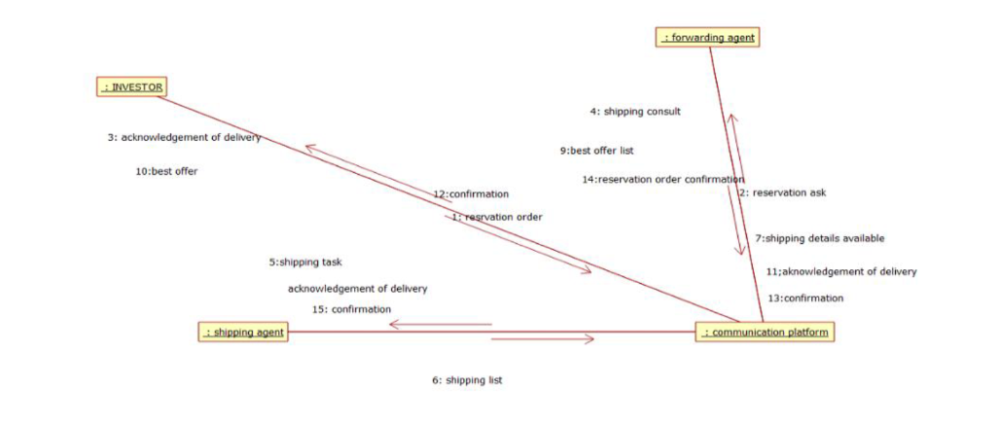 : forwarding agent
: INVESTOR
4: shipping consult
3: acknowledgement of delivery
9:best offer list
10:best offer
14:reservation order confirmation
2: reservation ask
12:confirmation
1: resrvation order
7:shipping details available
5:shipping task
11;aknowledgement of delivery
acknowledgement of delivery
13:confirmation
15: confirmation
: shipping agent
: communication platform
6: shipping list